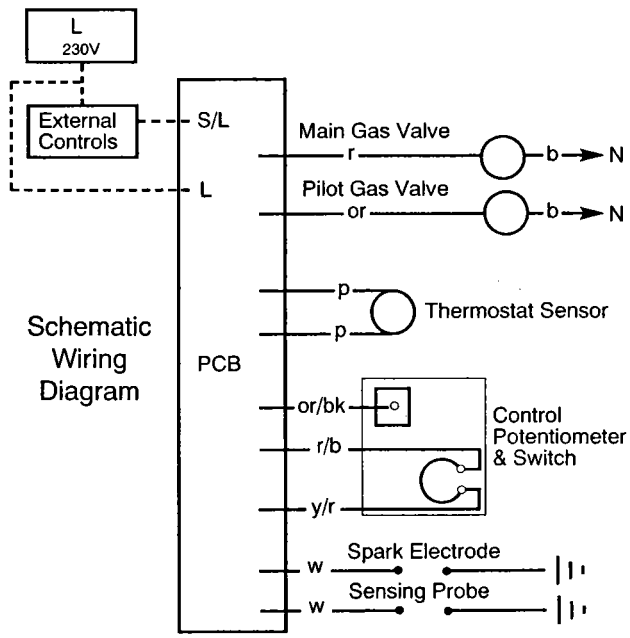 L
230V
External
Controls
S/L
L
Main Gas Valve
r
b
N
Pilot Gas Valve
or
b
N
p
Thermostat Sensor
p
Schematic
Wiring
Diagram
PCB
or/bk
r/b
y/r
Control
Potentiometer
& Switch
w
Spark Electrode
Sensing Probe
w